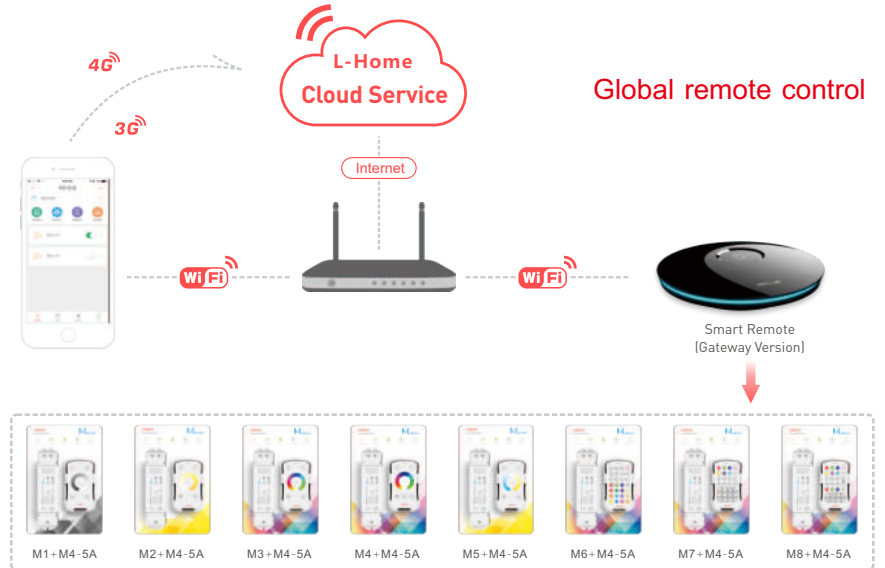 4G
L-Home
Cloud Service
Global remote control
3G
Internet
WiFi
WiFi
Smart Remote
(Gateway Version)
M1+M4-5A
M2+M4-5A
M3+M4-5A
M4+M4-5A
M5+M4-5A
M6+M4-5A
M7+M4-5A
M8+M4-5A